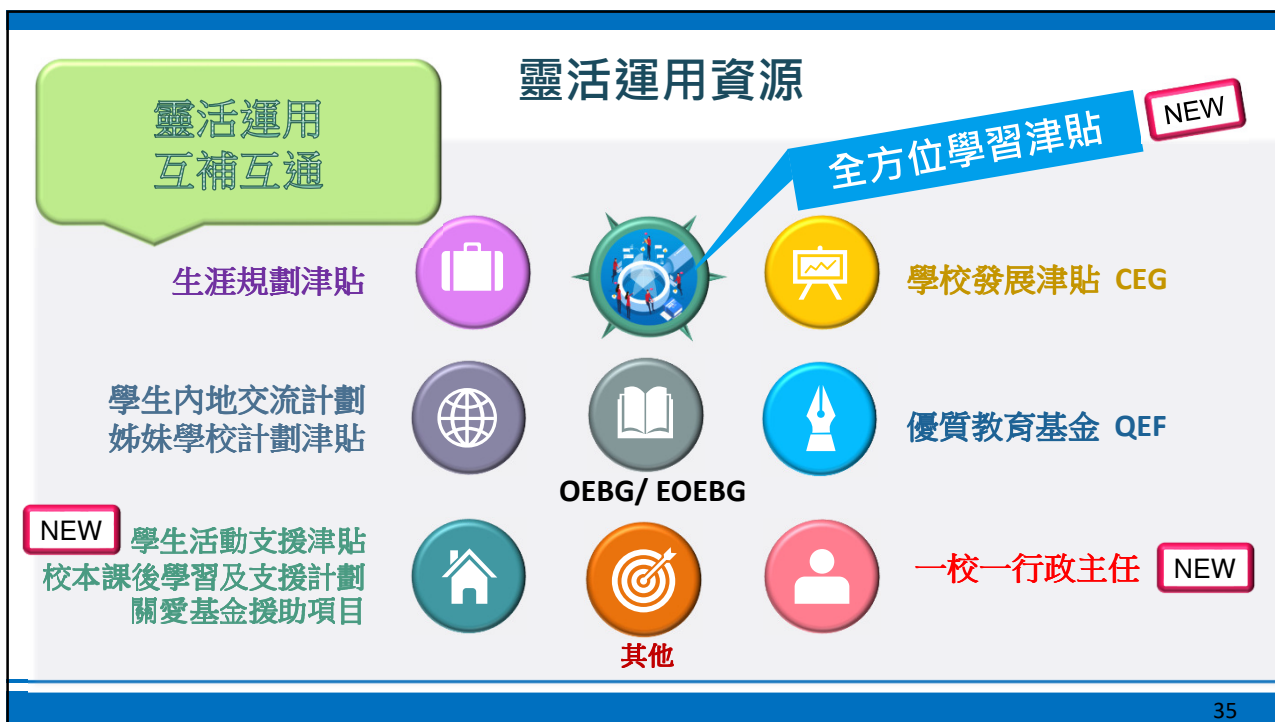 靈活運用資源
靈活運用
互補互通
全方位學習津貼
NEW
生涯規劃津貼
學校發展津貼 CEG
學生內地交流計劃
姊妹學校計劃津貼
OEBG/ EOEBG
優質教育基金 QEF
NEW
學生活動支援津貼
校本課後學習及支援計劃
關愛基金援助項目
其他
一校一行政主任
NEW
35